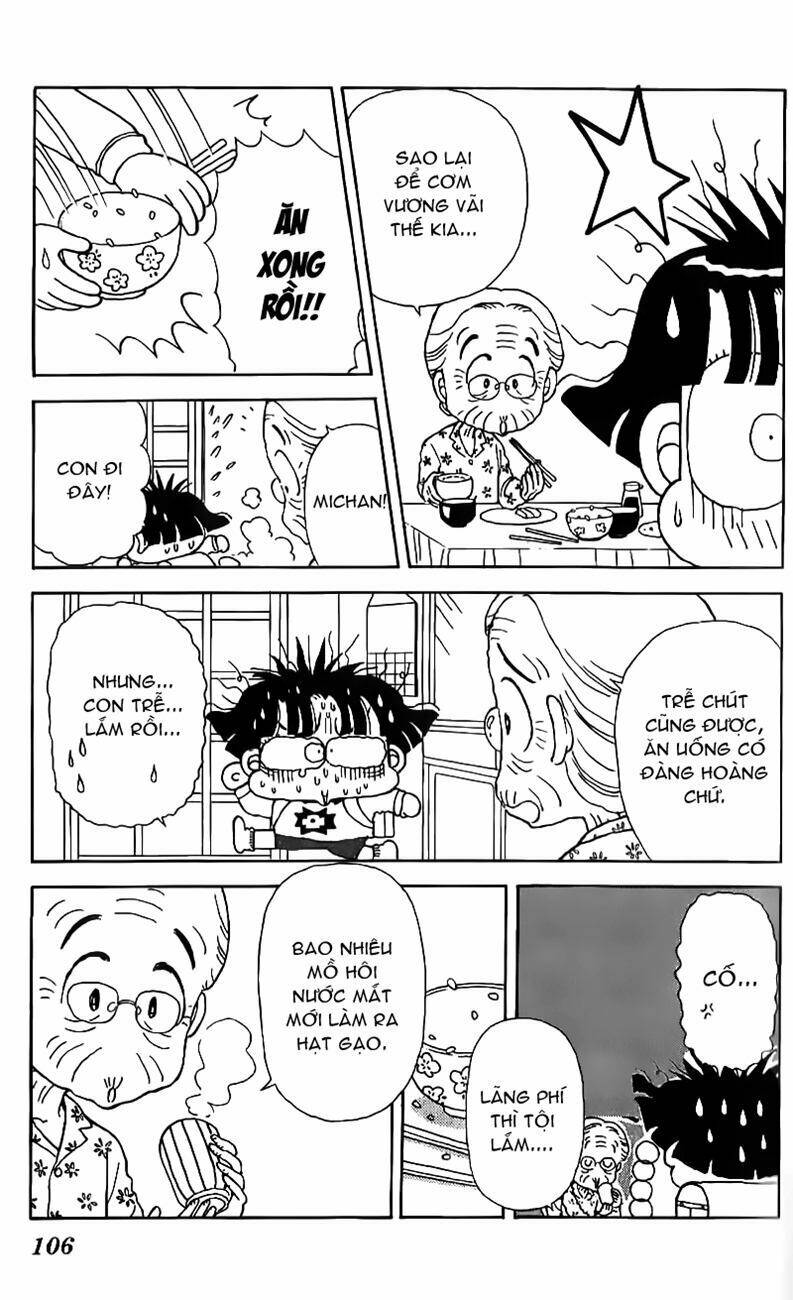 SAO LẠI
ĐỂ CƠM
VƯƠNG VÃI
THẾ KIA...
ĂN
XONG
RỒI!!
MICHAN!
CON ĐI
ĐÂY!
TRỄ CHÚT
CŨNG ĐƯỢC,
ĂN UỐNG CÓ
ĐÀNG HOÀNG
CHỨ.
NHƯNG...
CON TRỄ...
LẮM RỒI...
CỐ...
LÃNG PHÍ
THÌ TỘI
LẮM....
BAO NHIÊU
MỒ HÔI
NƯỚC MẮT
MỚI LÀM RA
HẠT GẠO.
106